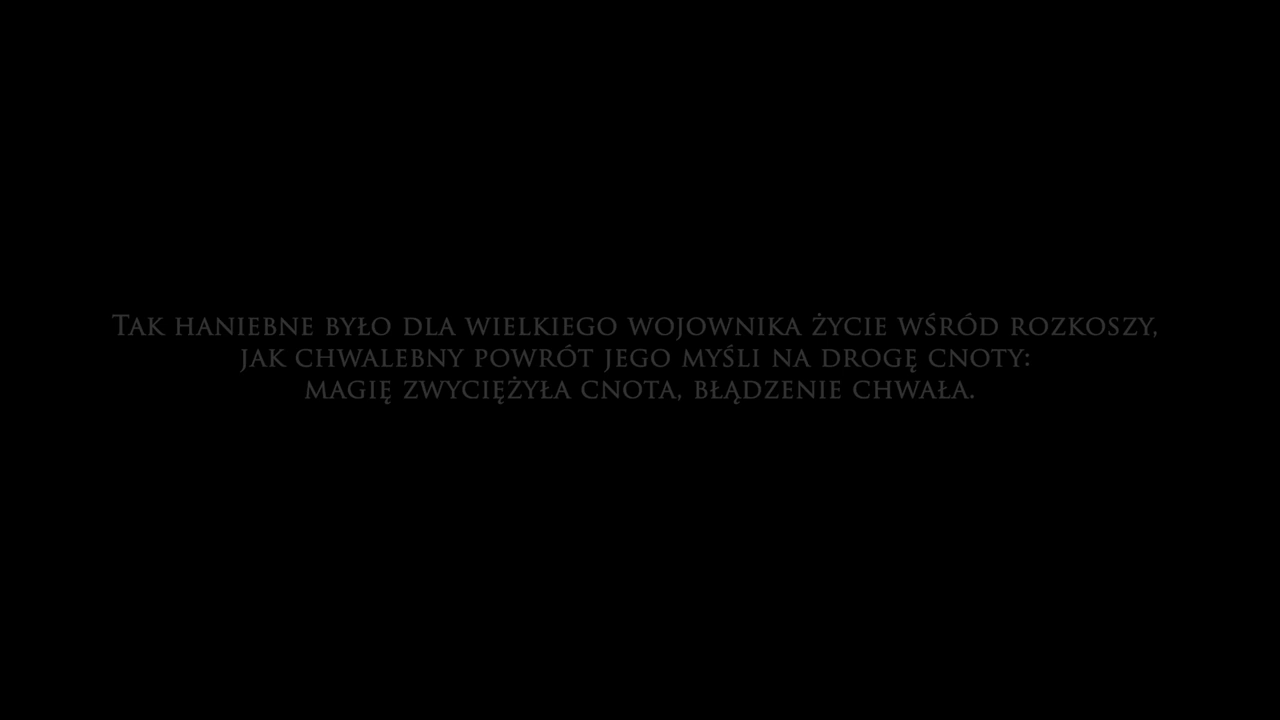 Tak haniebne było dla wielkiego wojownika życie wśród rozkoszy,
jak chwalebny powrót jego myśli na drogę cnoty:
magię zwyciężyła cnota, błądzenie chwała.